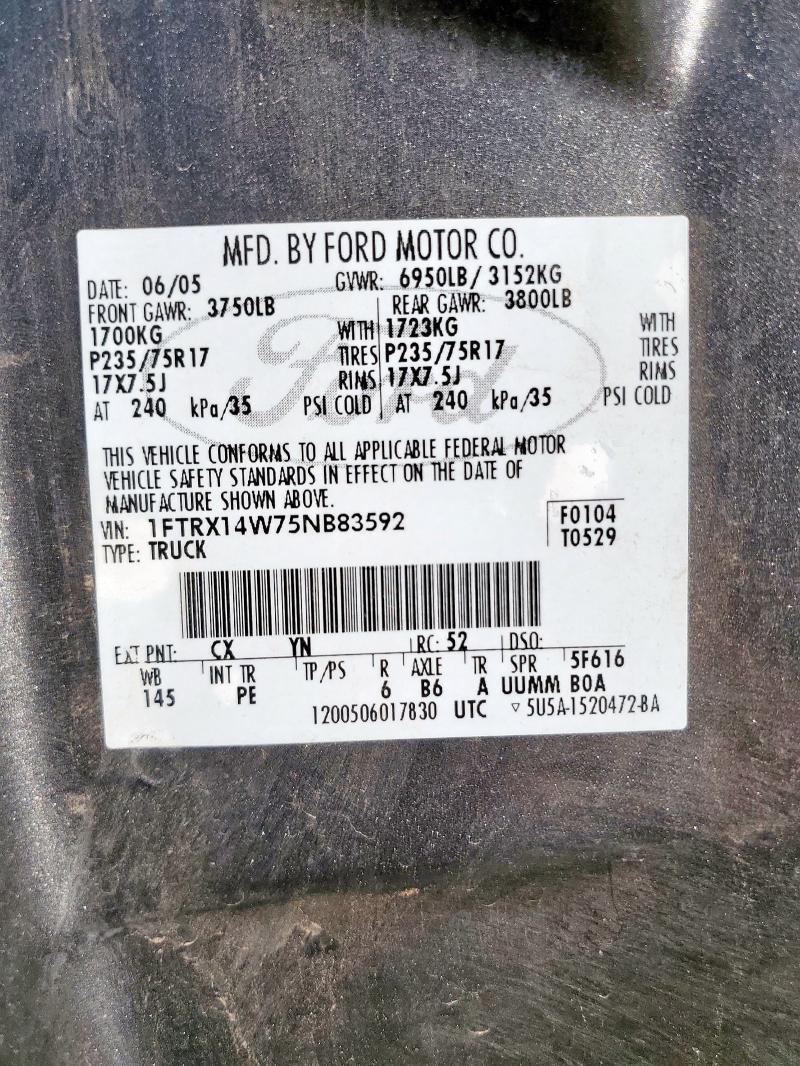 MFD. BY FORD MOTOR CO.
DATE: 06/05 GVWR: 6950LB/ 3152KG
FRONT GAWR: 3750LB REAR GAWR: 3800LB
1700KG WITH 1723KG WITH
P235/75R17 TIRES P235/75R17 TIRES
17X7.5J RIMS 17X7.5J RIMS
AT 240 kPa/35 PSI COLD AT 240 kPa/35 PSI COLD
Ford
THIS VEHICLE CONFORMS TO ALL APPLICABLE FEDERAL MOTOR
VEHICLE SAFETY STANDARDS IN EFFECT ON THE DATE OF
MANUFACTURE SHOWN ABOVE.
VIN: 1FTRX14W75NB83592 F0104
TYPE: TRUCK T0529
EXT PNT: CX YN RC: 52 DSO:
WB INT TR TP/PS R AXLE TR SPR 5F616
145 PE 6 B6 A UUMM B0A
1200506017830 UTC ▽ 5U5A-1520472-BA